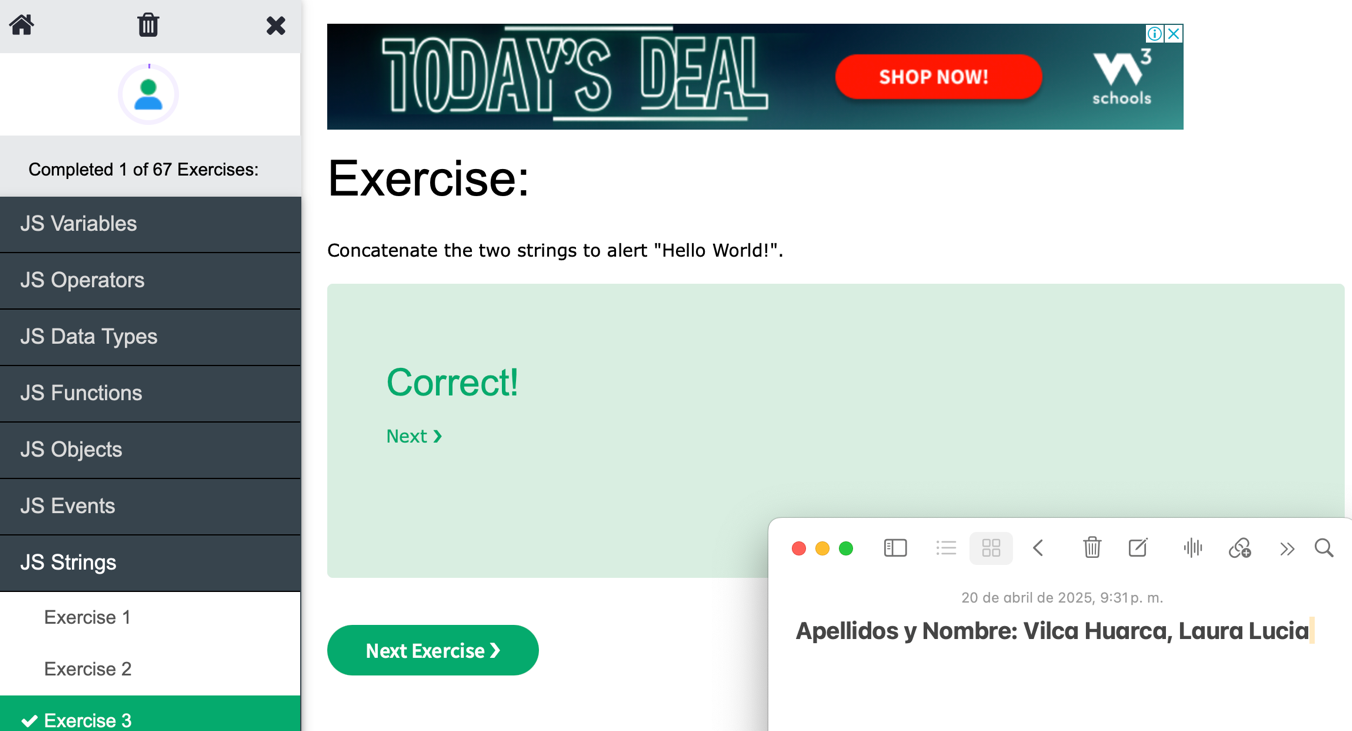 Completed 1 of 67 Exercises:
JS Variables
JS Operators
JS Data Types
JS Functions
JS Objects
JS Events
JS Strings
Exercise 1
Exercise 2
Exercise 3
TODAY'S DEAL
SHOP NOW!
W3
schools
Exercise:
Concatenate the two strings to alert "Hello World!".
Correct!
Next ❯
Next Exercise ❯
20 de abril de 2025, 9:31 p. m.
Apellidos y Nombre: Vilca Huarca, Laura Lucia